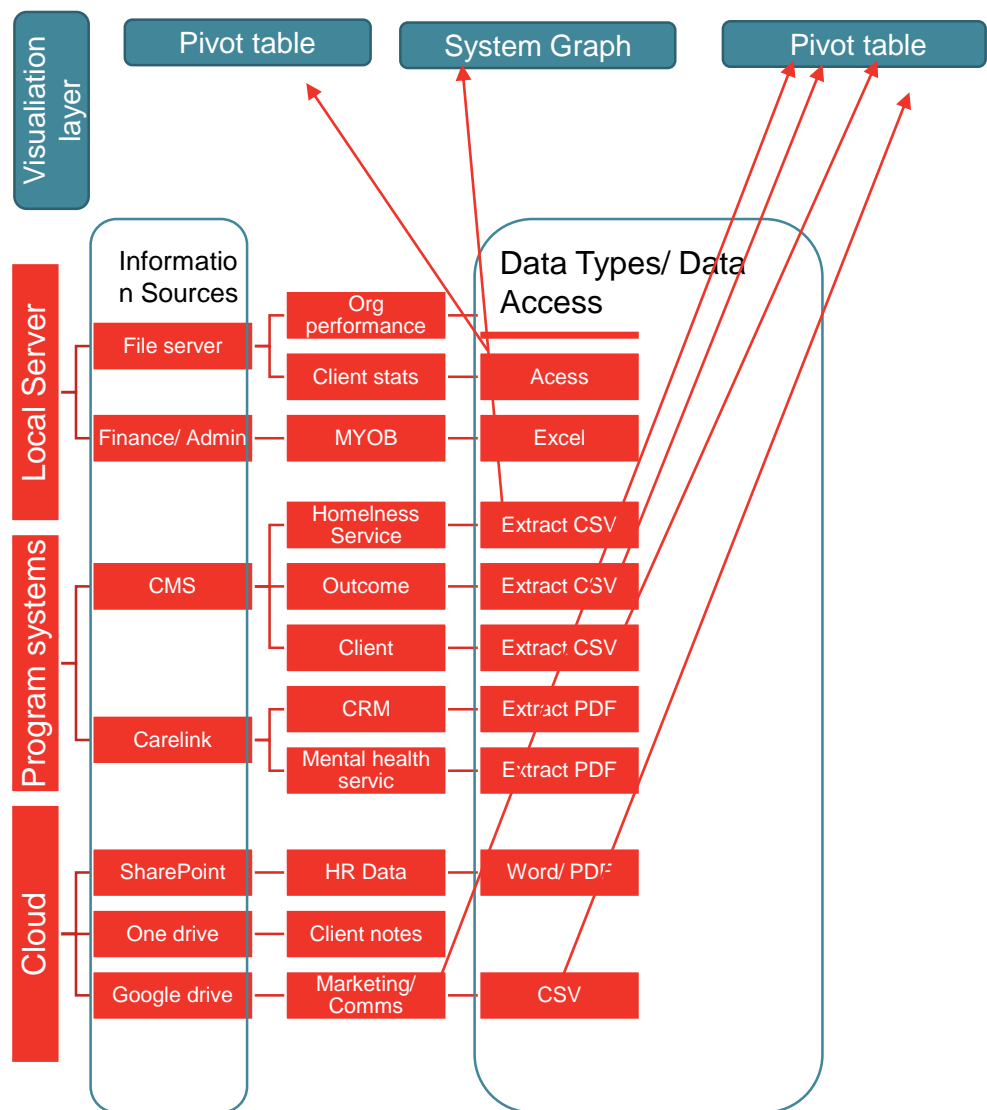 Visualiation
layer
Pivot table
System Graph
Pivot table
Informatio
n Sources
Data Types/ Data
Access
Local Server
File server
Org
performance
Client stats
Acess
Finance/ Admin
MYOB
Excel
Program systems
CMS
Homelness
Service
Extract CSV
Outcome
Extract CSV
Client
Extract CSV
Carelink
CRM
Extract PDF
Mental health
servic
Extract PDF
Cloud
SharePoint
HR Data
Word/ PDF
One drive
Client notes
Google drive
Marketing/
Comms
CSV